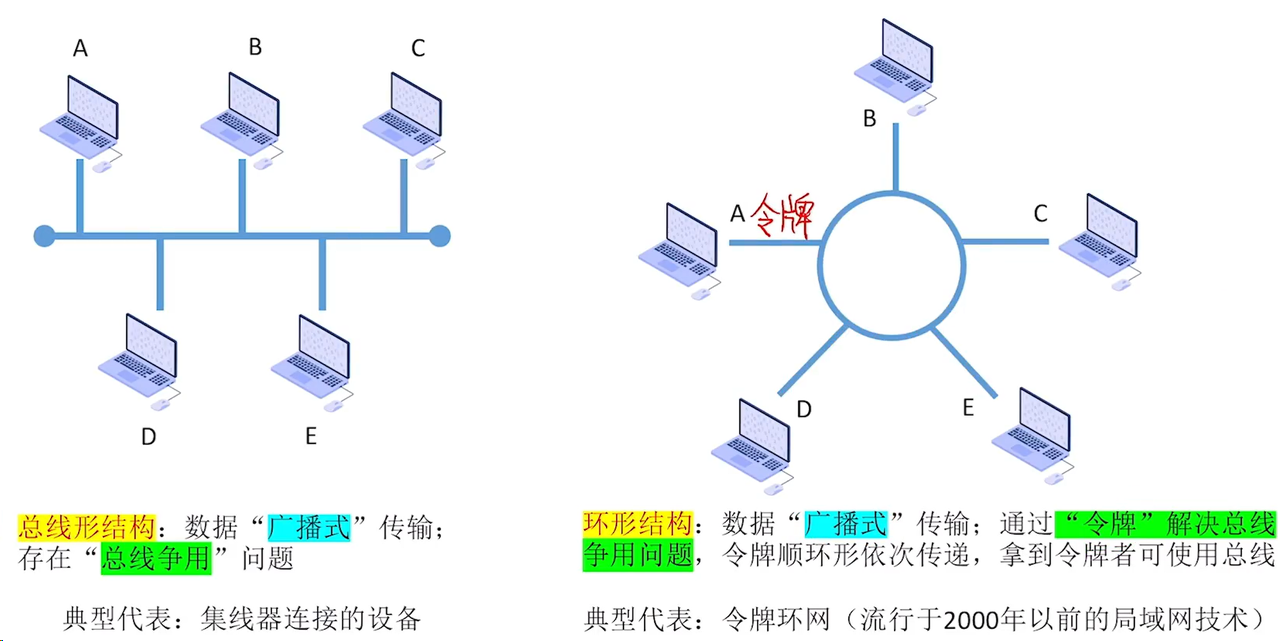 A
B
C
D
E
总线形结构：数据“广播式”传输；
存在“总线争用”问题
典型代表：集线器连接的设备
B
A 令牌
C
D
E
环形结构：数据“广播式”传输；通过“令牌”解决总线
争用问题，令牌顺环形依次传递，拿到令牌者可使用总线
典型代表：令牌环网（流行于2000年以前的局域网技术）